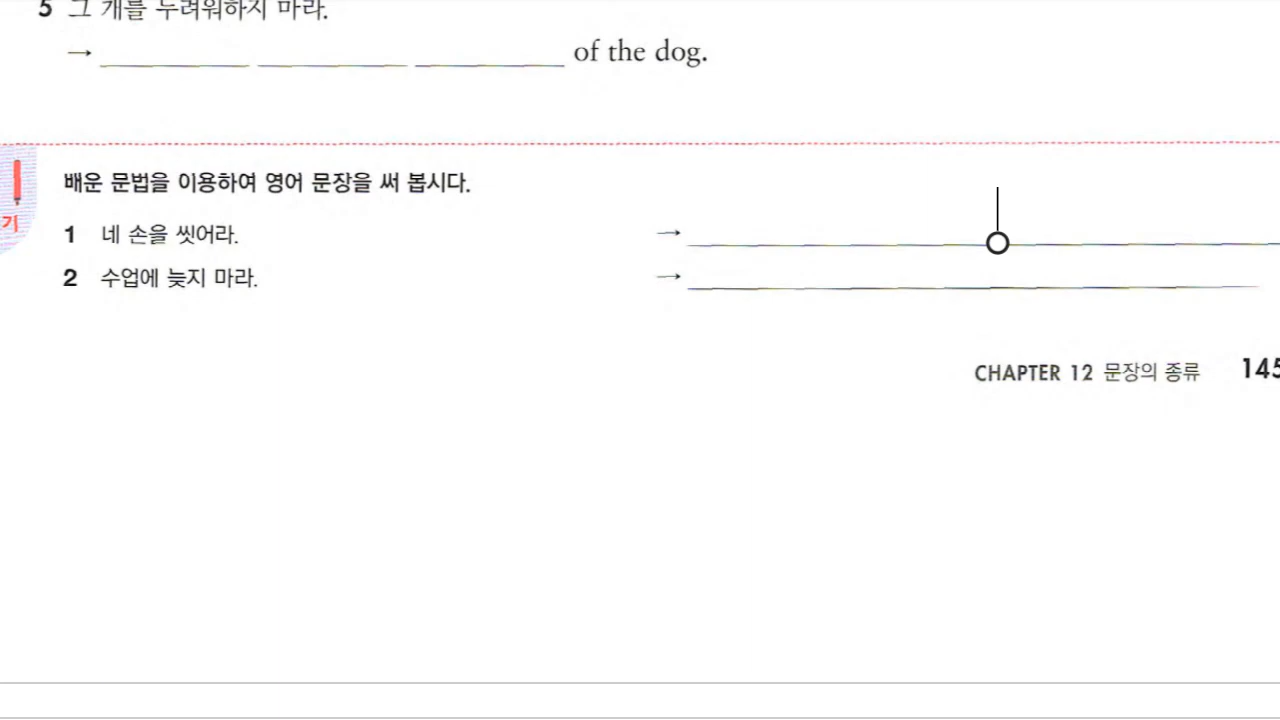 5 그 개를 두려워하지 마라.
→ of the dog.
배운 문법을 이용하여 영어 문장을 써 봅시다.
기
1 네 손을 씻어라. →
2 수업에 늦지 마라. →
CHAPTER 12 문장의 종류 145